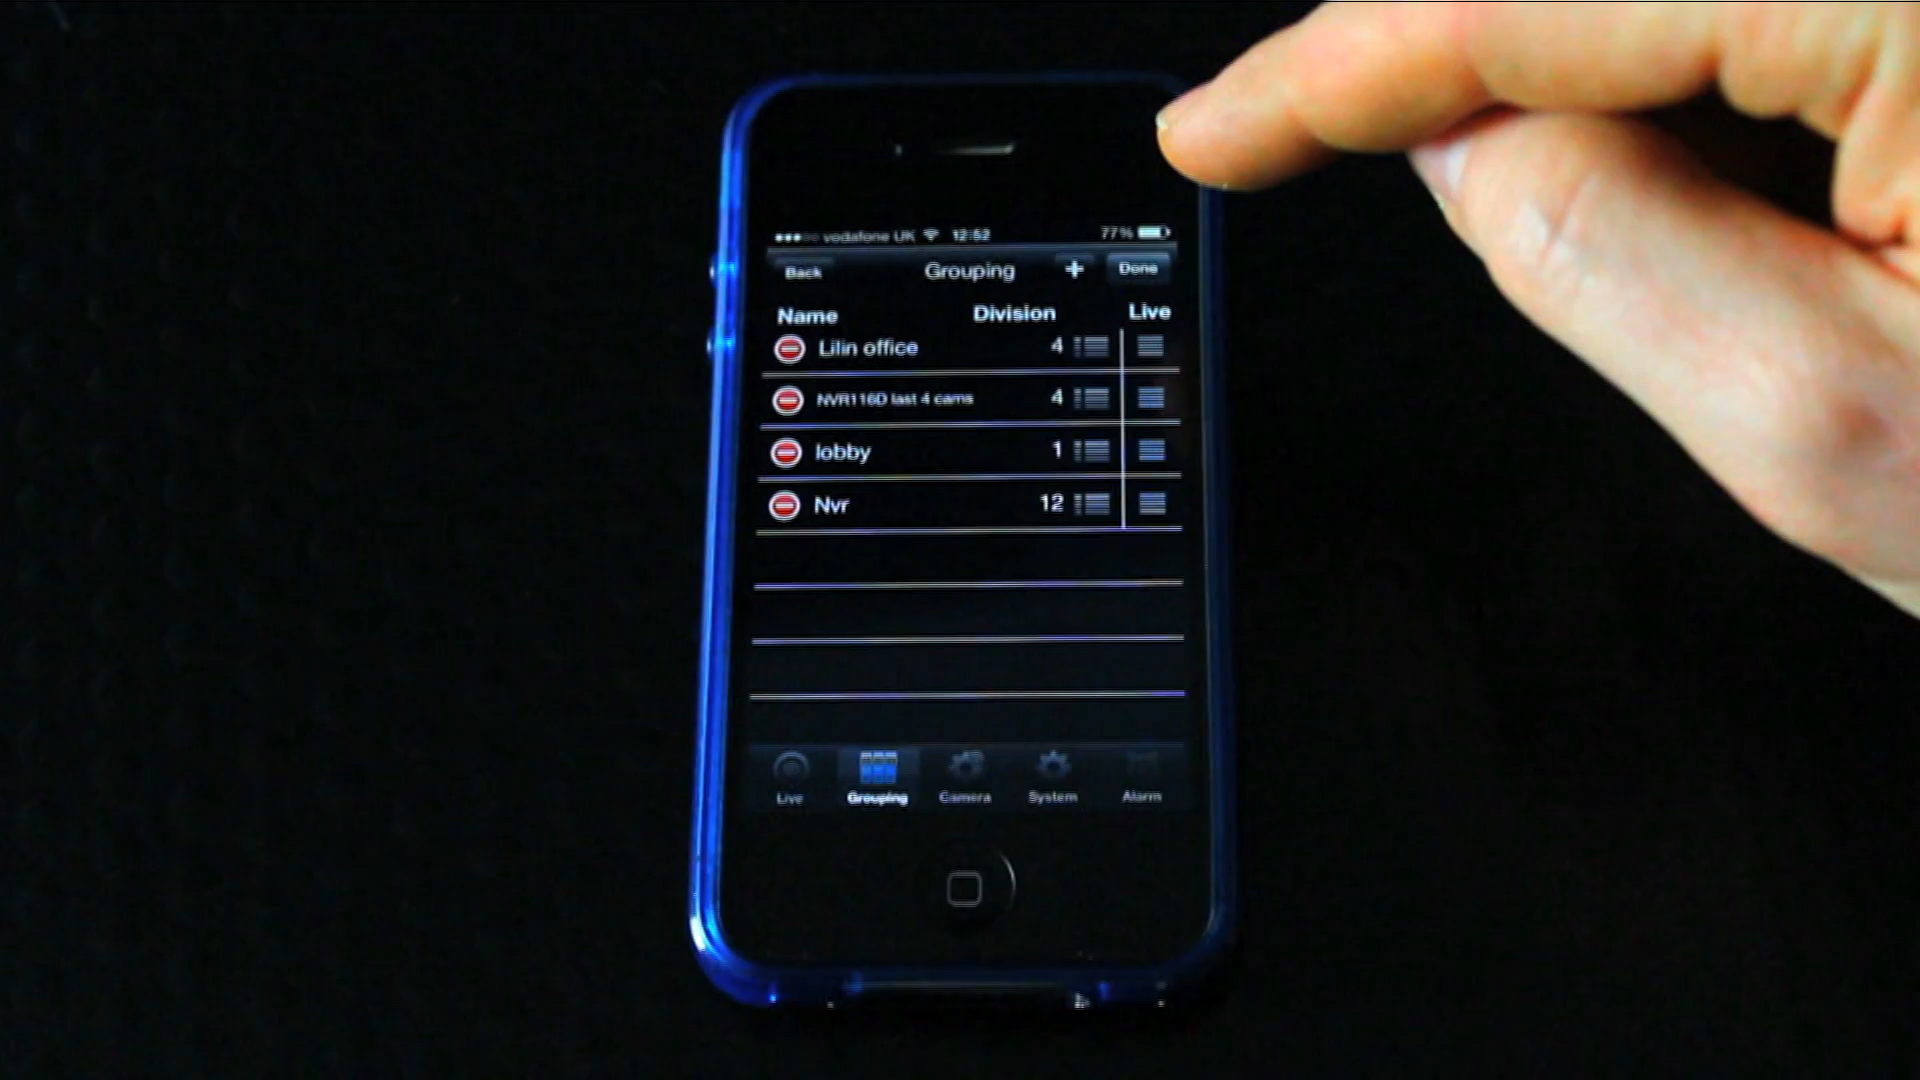 vodafone UK 12:52 77%
Back Grouping + Done
Name Division Live
Lilin office 4
NVR116D last 4 cams 4
lobby 1
Nvr 12
Live Grouping Camera System Alarm